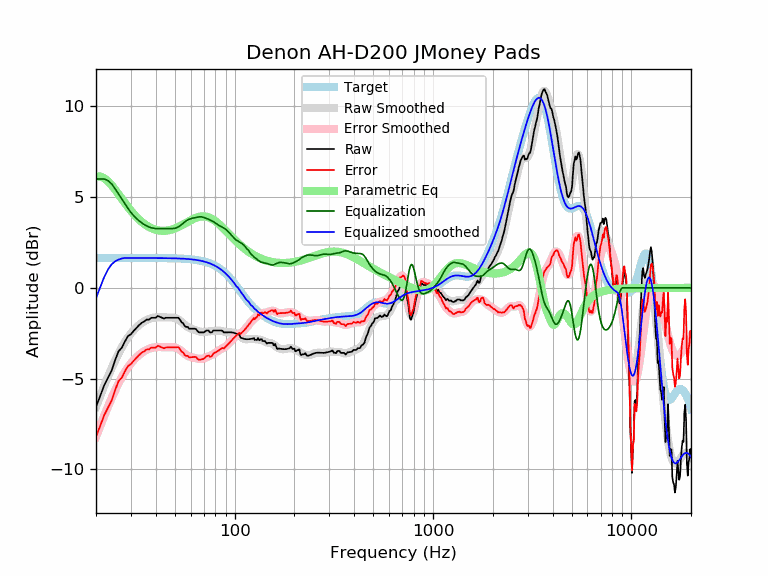 Denon AH-D200 JMoney Pads
Target
Raw Smoothed
Error Smoothed
Raw
Error
Parametric Eq
Equalization
Equalized smoothed
10
5
0
−5
−10
Amplitude (dBr)
100
1000
10000
Frequency (Hz)